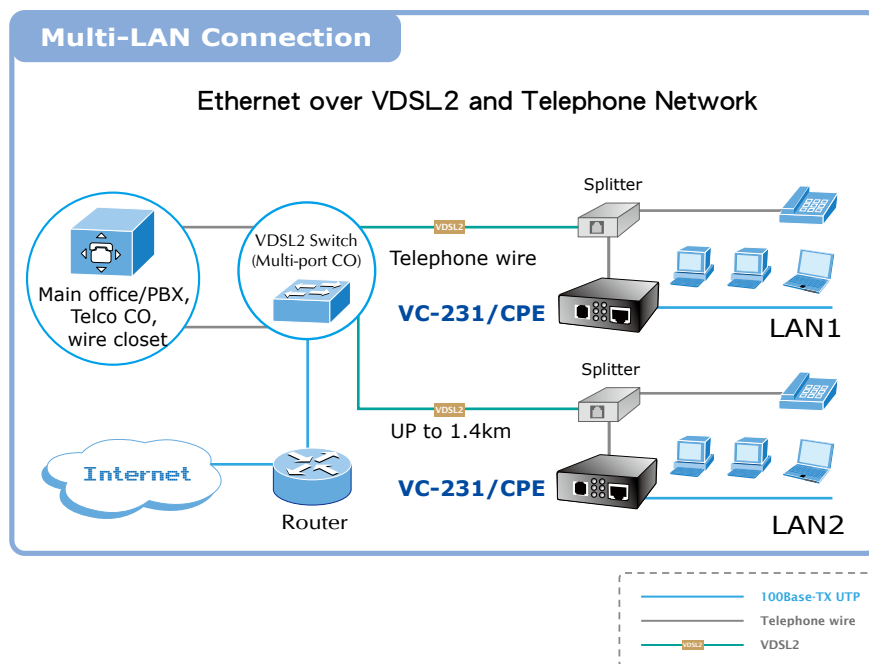 Multi-LAN Connection
Ethernet over VDSL2 and Telephone Network
Splitter
VDSL2
VDSL2 Switch
(Multi-port CO)
Telephone wire
Main office/PBX,
Telco CO,
wire closet
VC-231/CPE
LAN1
Splitter
VDSL2
UP to 1.4km
Internet
VC-231/CPE
Router
LAN2
100Base-TX UTP
Telephone wire
VDSL2
VDSL2